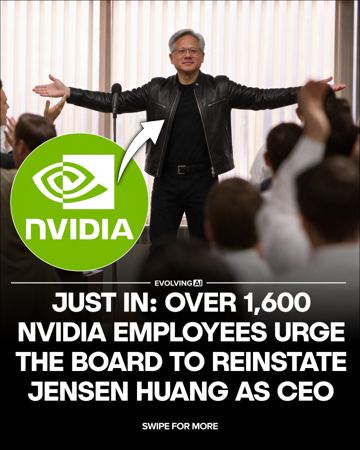 nVIDIA
EVOLVING AI
JUST IN: OVER 1,600
NVIDIA EMPLOYEES URGE
THE BOARD TO REINSTATE
JENSEN HUANG AS CEO
SWIPE FOR MORE